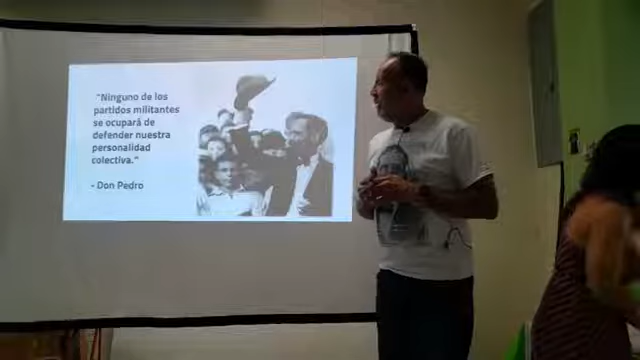 "Ninguno de los
partidos militantes
se ocupará de
defender nuestra
personalidad
colectiva."
- Don Pedro